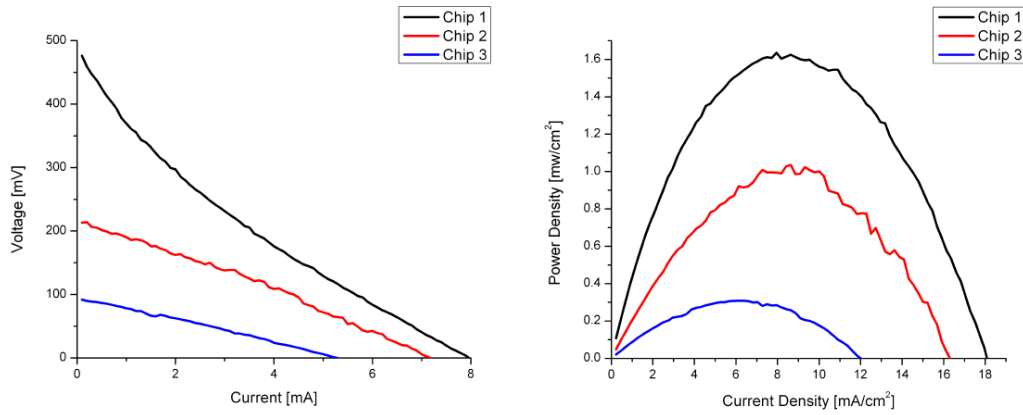 Chip 1
Chip 2
Chip 3
500
400
300
200
100
0
0 2 4 6 8
Voltage [mV]
Current [mA]
Chip 1
Chip 2
Chip 3
1.6
1.4
1.2
1.0
0.8
0.6
0.4
0.2
0.0
0 2 4 6 8 10 12 14 16 18
Power Density [mw/cm²]
Current Density [mA/cm²]